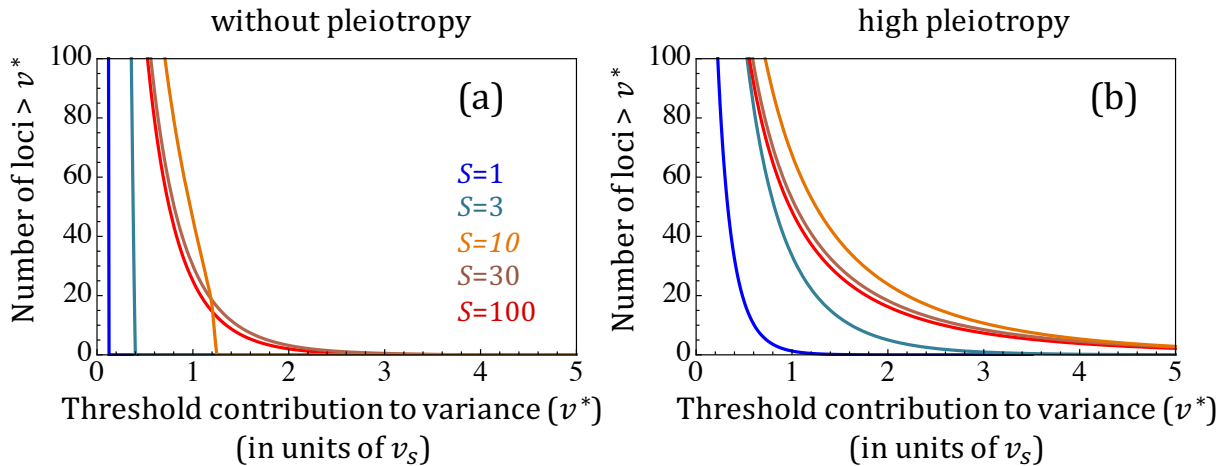 without pleiotropy
high pleiotropy
Number of loci > v*
100
80
60
40
20
0
(a)
S=1
S=3
S=10
S=30
S=100
0
1
2
3
4
5
Threshold contribution to variance (v*)
(in units of vs)
Number of loci > v*
100
80
60
40
20
0
(b)
0
1
2
3
4
5
Threshold contribution to variance (v*)
(in units of vs)